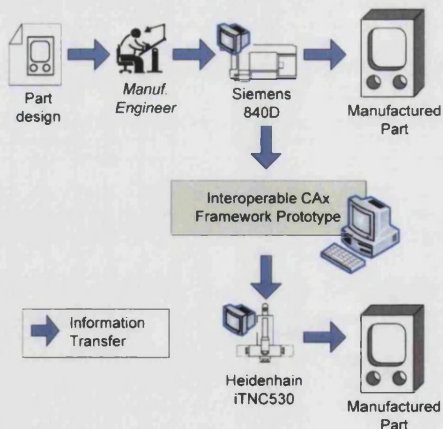 Part
design
Manuf.
Engineer
Siemens
840D
Manufactured
Part
Interoperable CAx
Framework Prototype
Information
Transfer
Heidenhain
iTNC530
Manufactured
Part